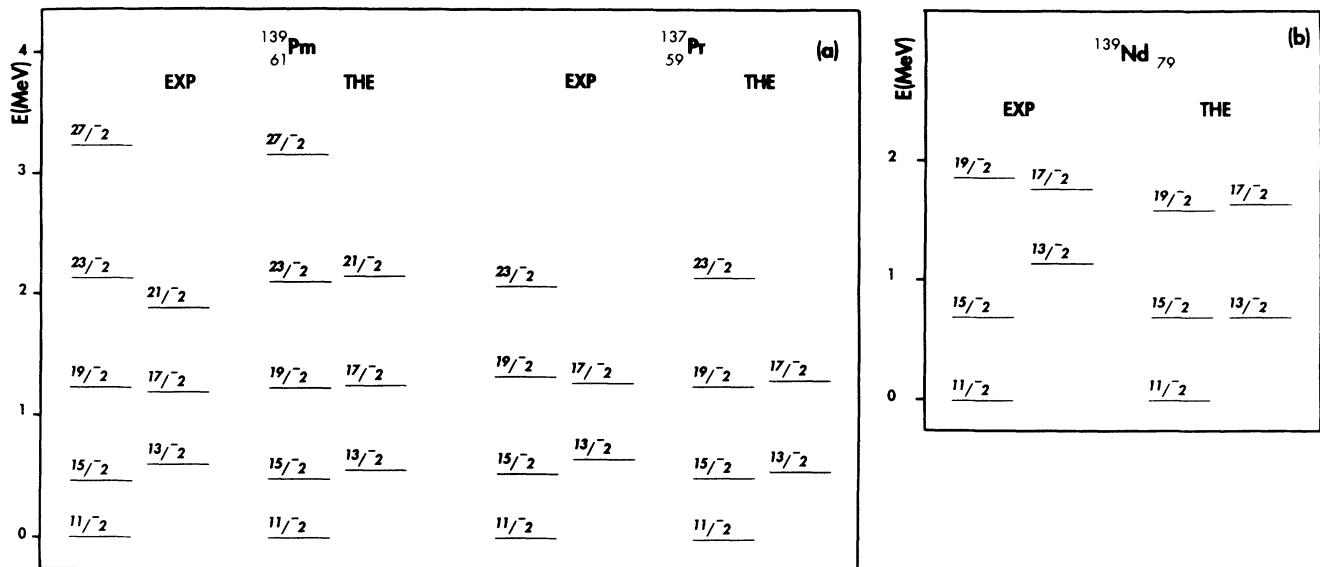 139 61 Pm 137 59 Pr (a)
4
EXP THE EXP THE
E(MeV)
27/-2 27/-2
3
23/-2 21/-2 23/-2 21/-2 23/-2 23/-2
2
19/-2 17/-2 19/-2 17/-2 19/-2 17/-2 19/-2 17/-2
1
15/-2 13/-2 15/-2 13/-2 15/-2 13/-2 15/-2 13/-2
11/-2 11/-2 11/-2 11/-2
0
139 Nd 79 (b)
E(MeV)
EXP THE
2
19/-2 17/-2 19/-2 17/-2
13/-2
1
15/-2 15/-2 13/-2
11/-2 11/-2
0